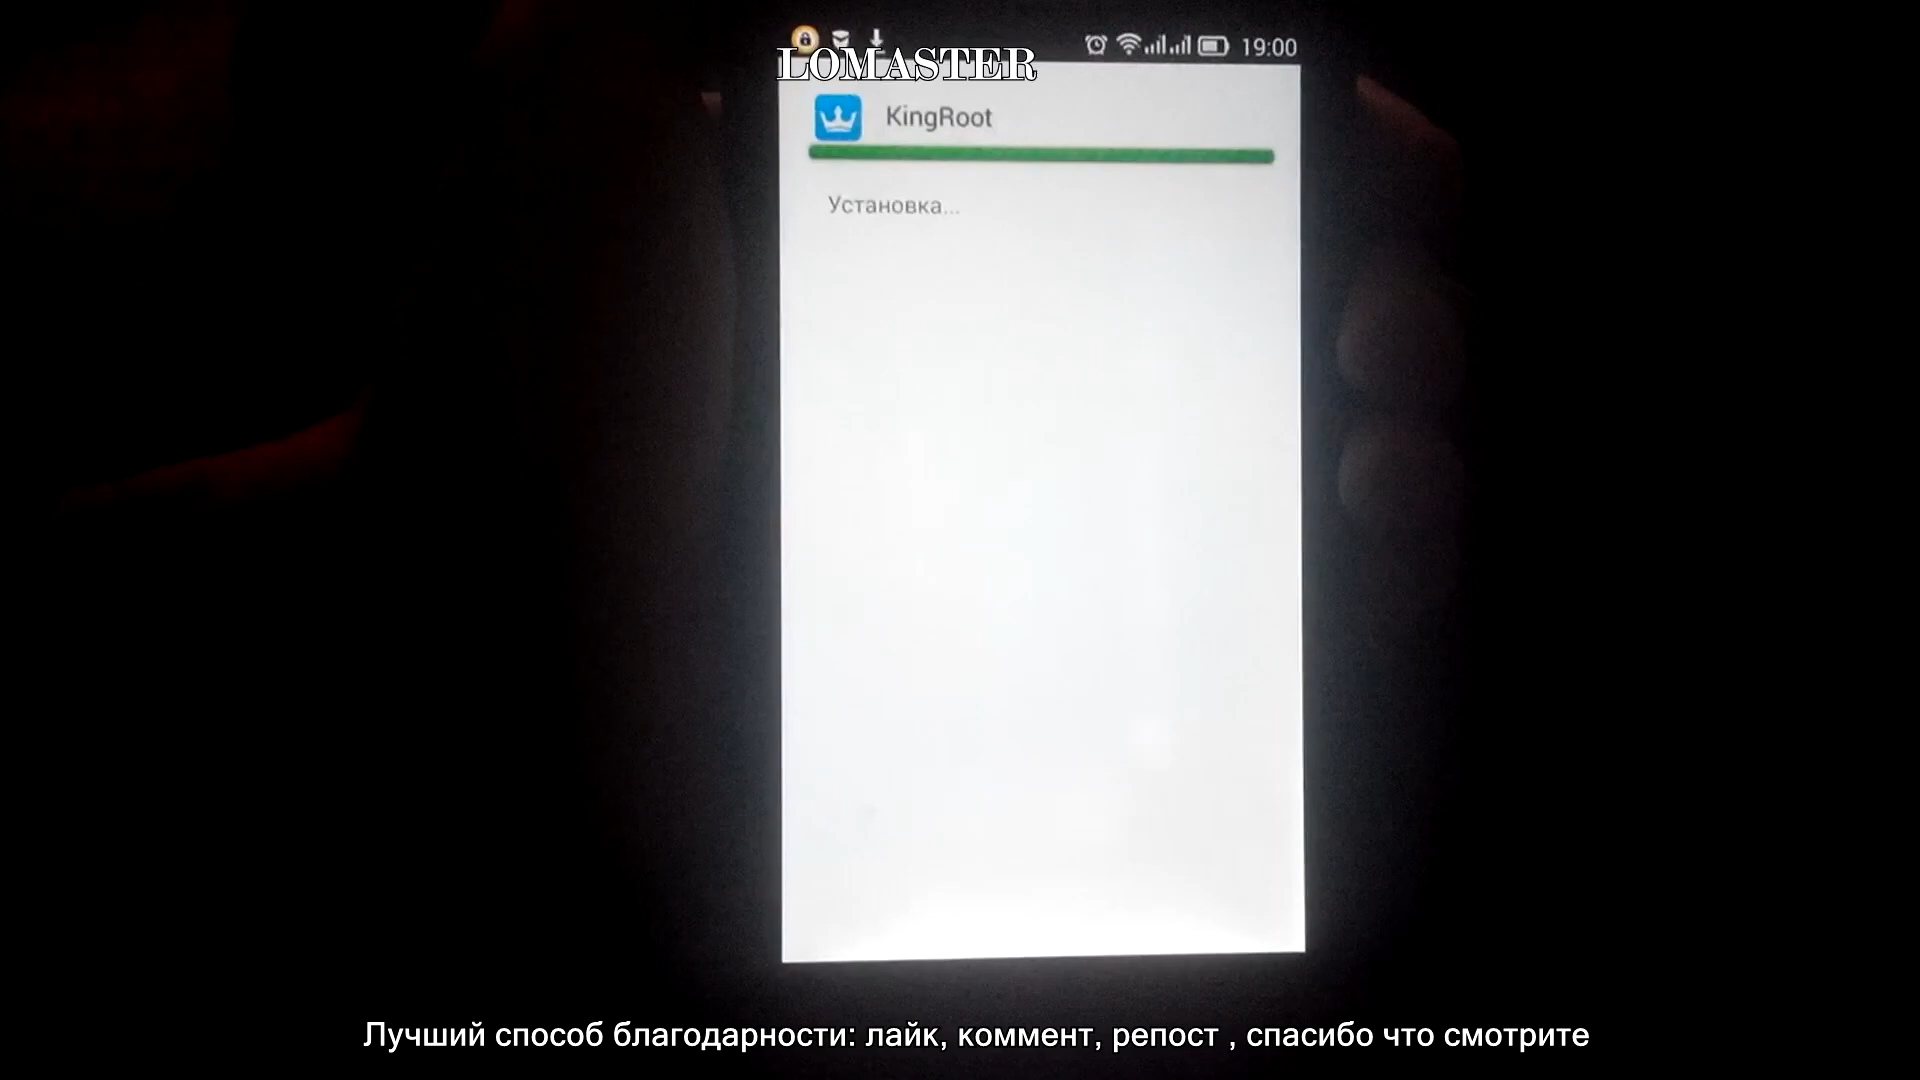 19:00
LOMASTER
KingRoot
Установка...
Лучший способ благодарности: лайк, коммент, репост , спасибо что смотрите